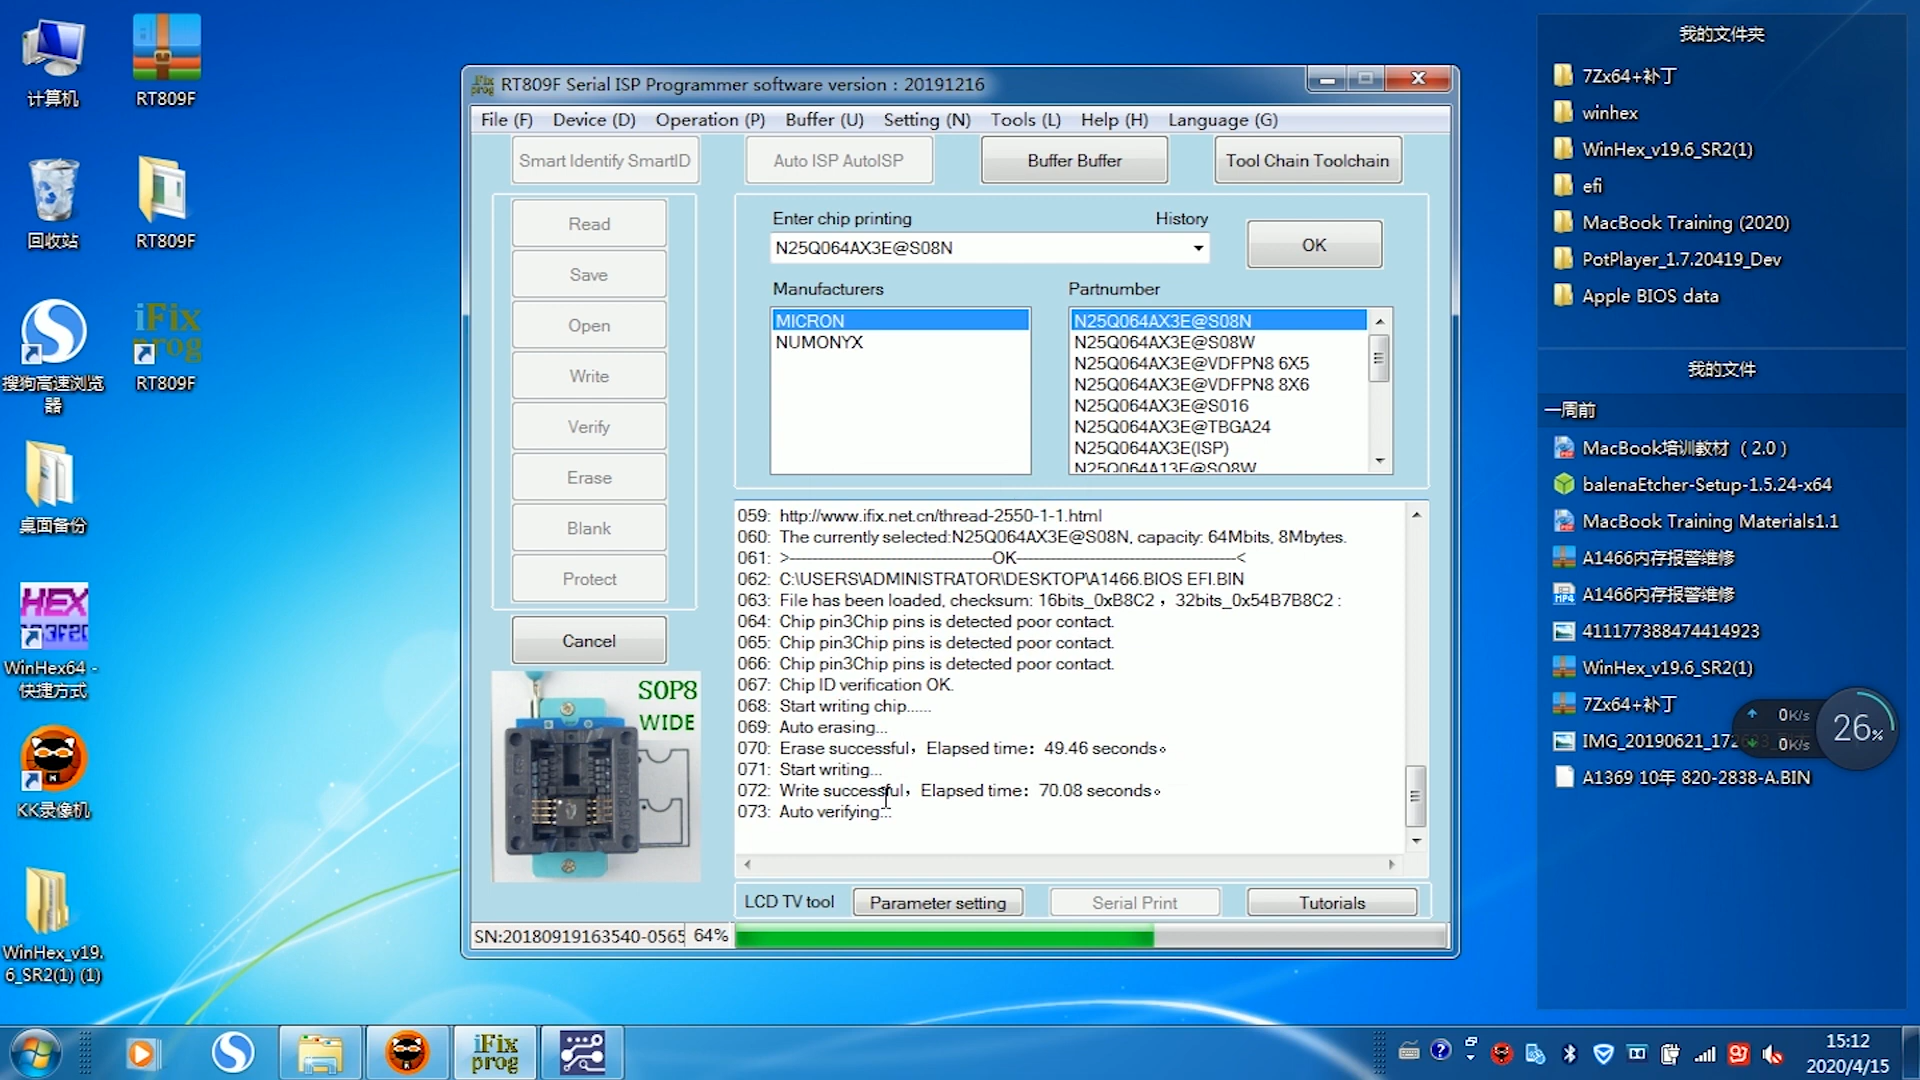 计算机
RT809F
回收站
RT809F
搜狗高速浏览
器
iFix
prog
RT809F
桌面备份
HEX
WinHex64 -
快捷方式
KK录像机
WinHex_v19.
6_SR2(1) (1)
RT809F Serial ISP Programmer software version : 20191216
File (F) Device (D) Operation (P) Buffer (U) Setting (N) Tools (L) Help (H) Language (G)
Smart Identify SmartID
Auto ISP AutoISP
Buffer Buffer
Tool Chain Toolchain
Read
Save
Open
Write
Verify
Erase
Blank
Protect
Cancel
SOP8
WIDE
Enter chip printing
History
N25Q064AX3E@S08N
OK
Manufacturers
MICRON
NUMONYX
Partnumber
N25Q064AX3E@S08N
N25Q064AX3E@S08W
N25Q064AX3E@VDFPN8 6X5
N25Q064AX3E@VDFPN8 8X6
N25Q064AX3E@S016
N25Q064AX3E@TBGA24
N25Q064AX3E(ISP)
N25Q064A13E@SO8W
059: http://www.ifix.net.cn/thread-2550-1-1.html
060: The currently selected:N25Q064AX3E@S08N, capacity: 64Mbits, 8Mbytes.
061: >--------------------------------OK--------------------------------<
062: C:\USERS\ADMINISTRATOR\DESKTOP\A1466.BIOS EFI.BIN
063: File has been loaded, checksum: 16bits_0xB8C2， 32bits_0x54B7B8C2 :
064: Chip pin3Chip pins is detected poor contact.
065: Chip pin3Chip pins is detected poor contact.
066: Chip pin3Chip pins is detected poor contact.
067: Chip ID verification OK.
068: Start writing chip......
069: Auto erasing...
070: Erase successful，Elapsed time：49.46 seconds。
071: Start writing...
072: Write successful，Elapsed time：70.08 seconds。
073: Auto verifying...
LCD TV tool
Parameter setting
Serial Print
Tutorials
SN:20180919163540-0565 64%
我的文件夹
7Zx64+补丁
winhex
WinHex_v19.6_SR2(1)
efi
MacBook Training (2020)
PotPlayer_1.7.20419_Dev
Apple BIOS data
我的文件
一周前
MacBook培训教材 （2.0）
balenaEtcher-Setup-1.5.24-x64
MacBook Training Materials1.1
A1466内存报警维修
A1466内存报警维修
411177388474414923
WinHex_v19.6_SR2(1)
7Zx64+补丁
0K/s
0K/s
26%
IMG_20190621_172
A1369 10年 820-2838-A.BIN
iFix
prog
15:12
2020/4/15